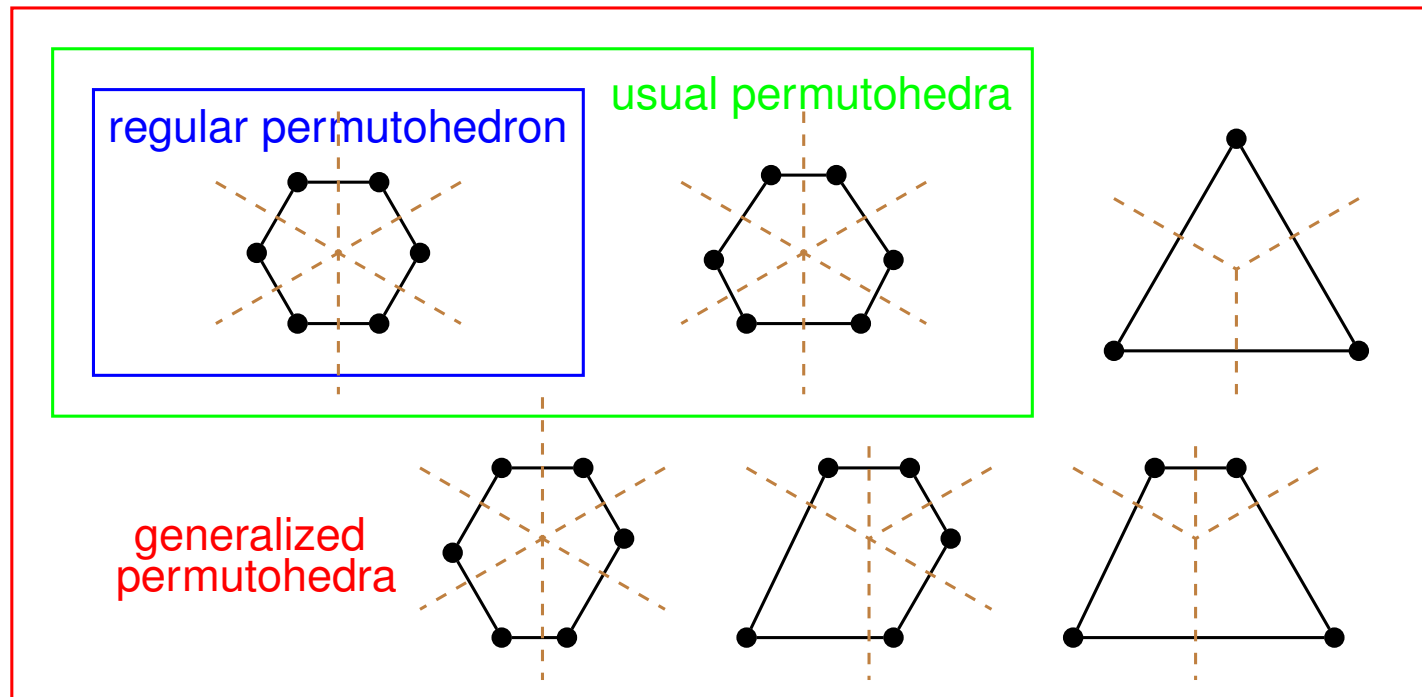 usual permutohedra
regular permutohedron
generalized
permutohedra